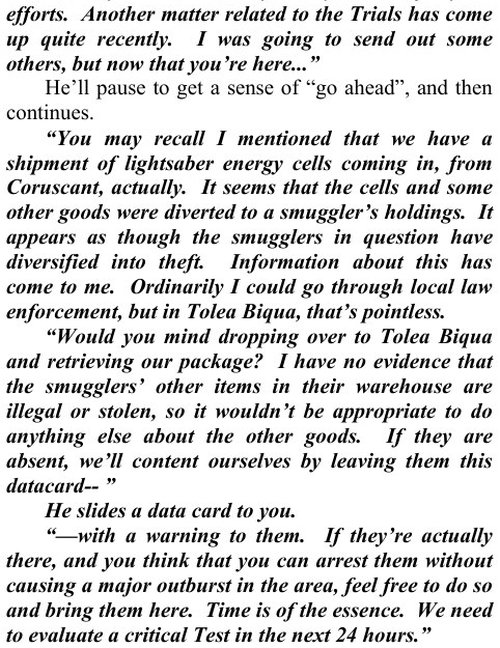 efforts. Another matter related to the Trials has come
up quite recently. I was going to send out some
others, but now that you're here..."
He'll pause to get a sense of “go ahead”, and then
continues.
“You may recall I mentioned that we have a
shipment of lightsaber energy cells coming in, from
Coruscant, actually. It seems that the cells and some
other goods were diverted to a smuggler's holdings. It
appears as though the smugglers in question have
diversified into theft. Information about this has
come to me. Ordinarily I could go through local law
enforcement, but in Tolea Biqua, that's pointless.
“Would you mind dropping over to Tolea Biqua
and retrieving our package? I have no evidence that
the smugglers' other items in their warehouse are
illegal or stolen, so it wouldn't be appropriate to do
anything else about the other goods. If they are
absent, we'll content ourselves by leaving them this
datacard-- ”
He slides a data card to you.
“—with a warning to them. If they're actually
there, and you think that you can arrest them without
causing a major outburst in the area, feel free to do so
and bring them here. Time is of the essence. We need
to evaluate a critical Test in the next 24 hours.”